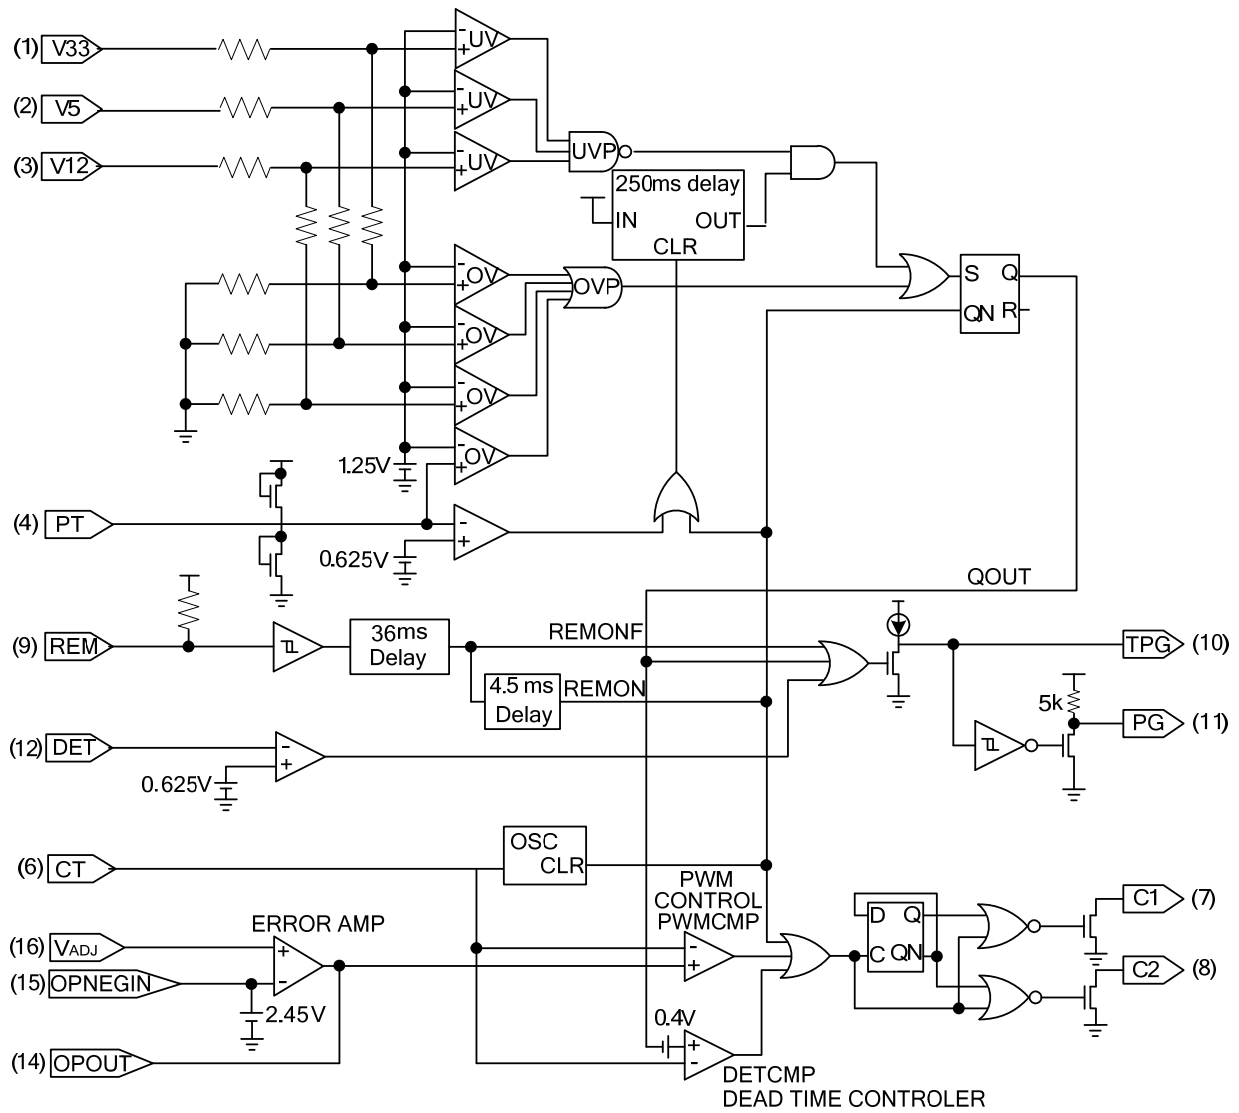 (1) V33
- UV +
(2) V5
- UV +
UVP
(3) V12
- UV +
250ms delay
IN OUT
CLR
- OV +
OVP
S Q
QN R
- OV +
- OV +
1.25V
- OV +
(4) PT
- +
0.625V
QOUT
(9) REM
36ms
Delay
REMONF
TPG (10)
4.5 ms
Delay
REMON
5k
PG (11)
(12) DET
- +
0.625V
(6) CT
OSC
CLR
PWM
CONTROL
PWMCMP
ERROR AMP
D Q
C QN
C1 (7)
(16) VADJ
+ -
- +
(15) OPNEGIN
C2 (8)
2.45V
0.4V
+ -
(14) OPOUT
DETCMP
DEAD TIME CONTROLER